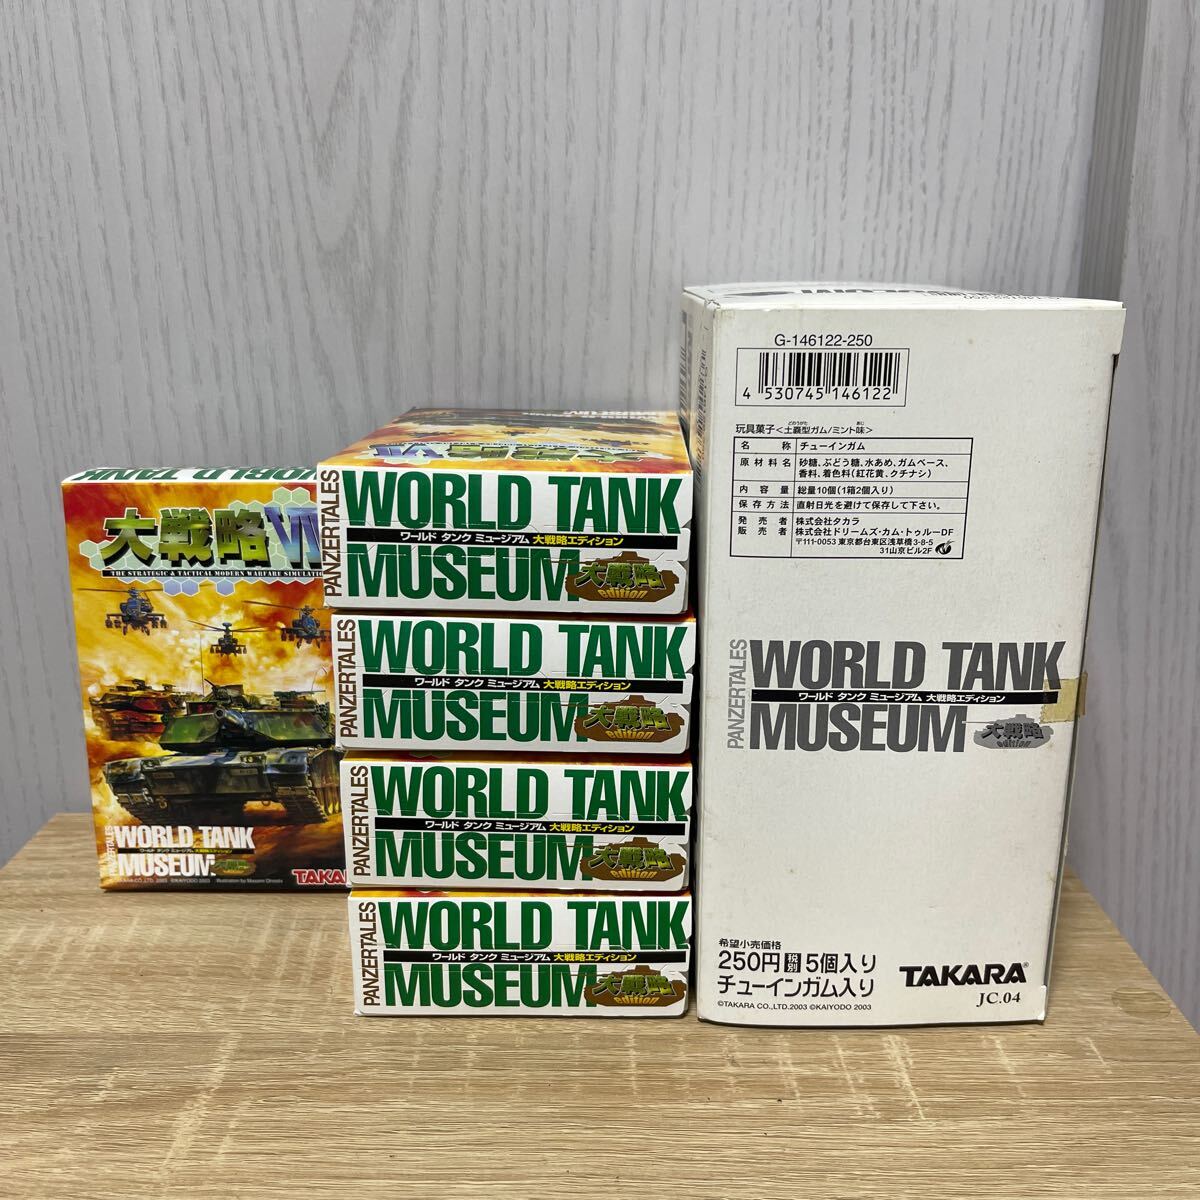 WORLD TANK
大戦略VII
THE STRATEGIC & TACTICAL MODERN WARFARE SIMULATION
PANZERTALES
WORLD TANK
ワールド タンク ミュージアム 大戦略エディション
MUSEUM
TAKARA
大戦略VII
PANZERTALES
WORLD TANK
ワールド タンク ミュージアム 大戦略エディション
MUSEUM
大戦略
edition
PANZERTALES
WORLD TANK
ワールド タンク ミュージアム 大戦略エディション
MUSEUM
大戦略
edition
PANZERTALES
WORLD TANK
ワールド タンク ミュージアム 大戦略エディション
MUSEUM
大戦略
edition
PANZERTALES
WORLD TANK
ワールド タンク ミュージアム 大戦略エディション
MUSEUM
大戦略
edition
G-146122-250
4 530745 146122
玩具菓子<土嚢型ガム/ミント味>
名 称 チューインガム
原材料名 砂糖、ぶどう糖、水あめ、ガムベース、
香料、着色料(紅花黄、クチナシ)
内容量 総量10個(1箱2個入り)
保存方法 直射日光を避けて保存して下さい。
発売者 株式会社タカラ
販売者 株式会社ドリームズ・カム・トゥルーDF
〒111-0053 東京都台東区浅草橋3-8-5
31山京ビル2F
PANZERTALES
WORLD TANK
ワールド タンク ミュージアム 大戦略エディション
MUSEUM
大戦略
edition
希望小売価格
250円 税別 5個入り
チューインガム入り
©TAKARA CO.,LTD.2003 ©KAIYODO 2003
TAKARA®
JC.04